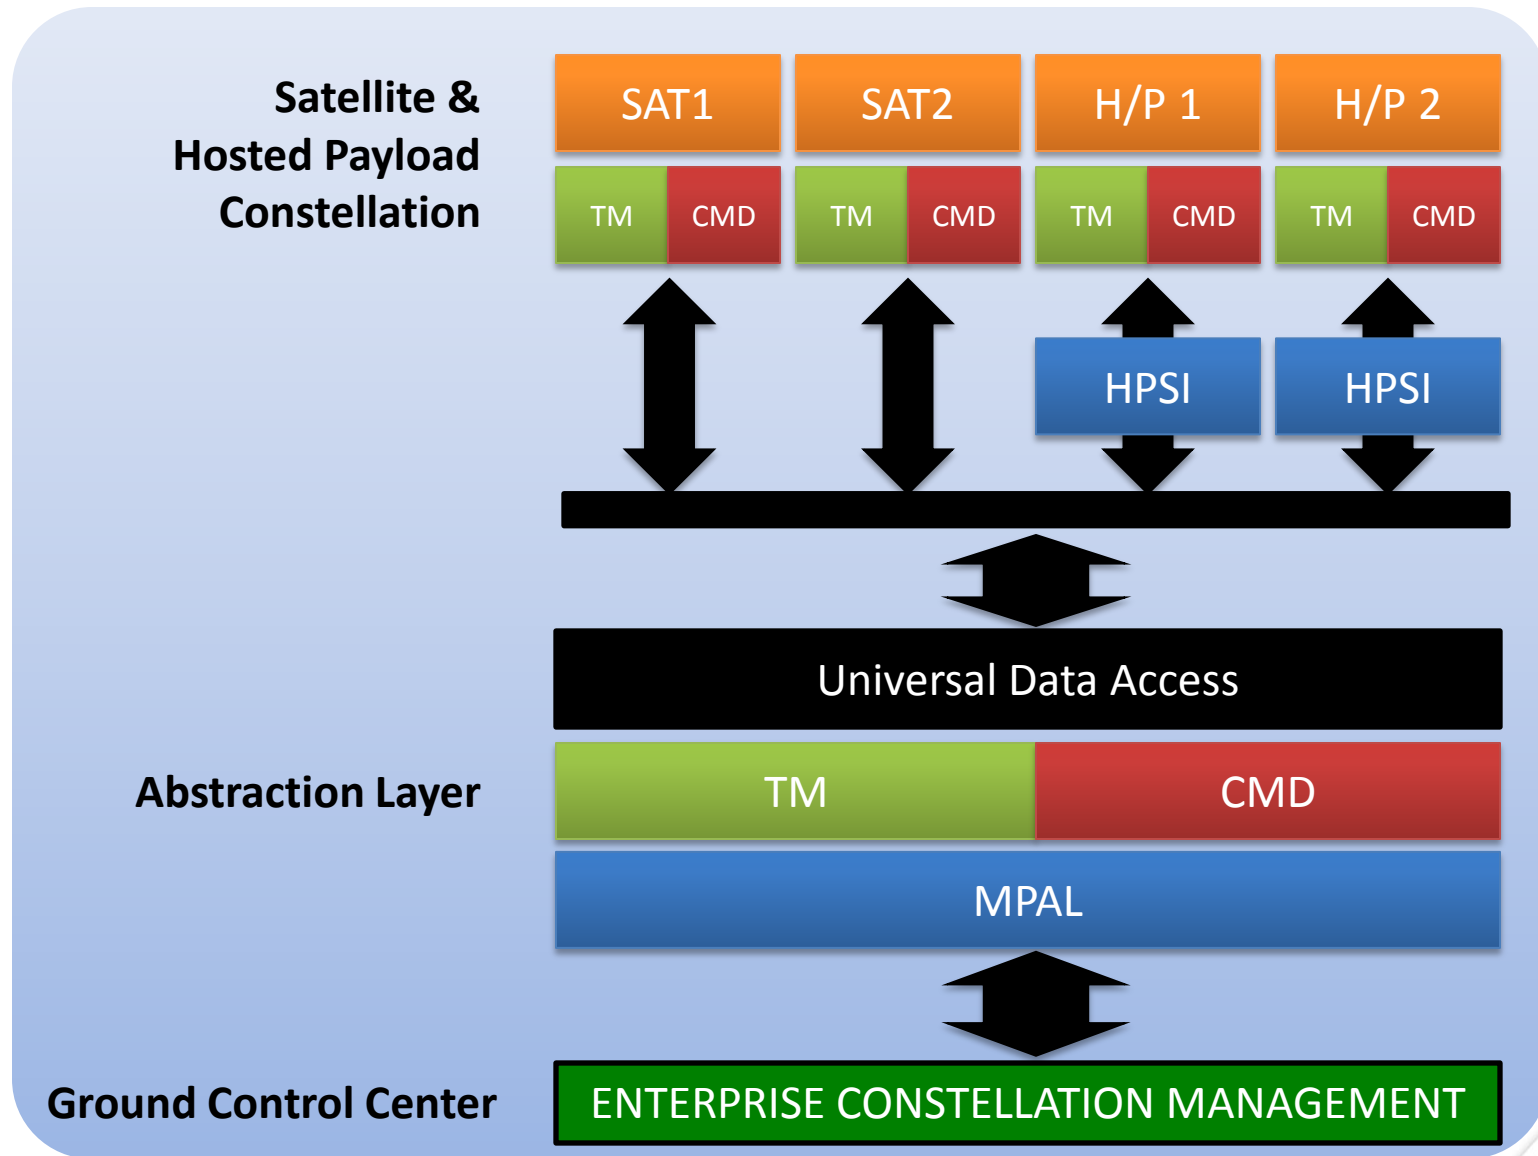 Satellite &
Hosted Payload
Constellation
SAT1 SAT2 H/P 1 H/P 2
TM CMD TM CMD TM CMD TM CMD
HPSI HPSI
Universal Data Access
Abstraction Layer
TM CMD
MPAL
Ground Control Center
ENTERPRISE CONSTELLATION MANAGEMENT